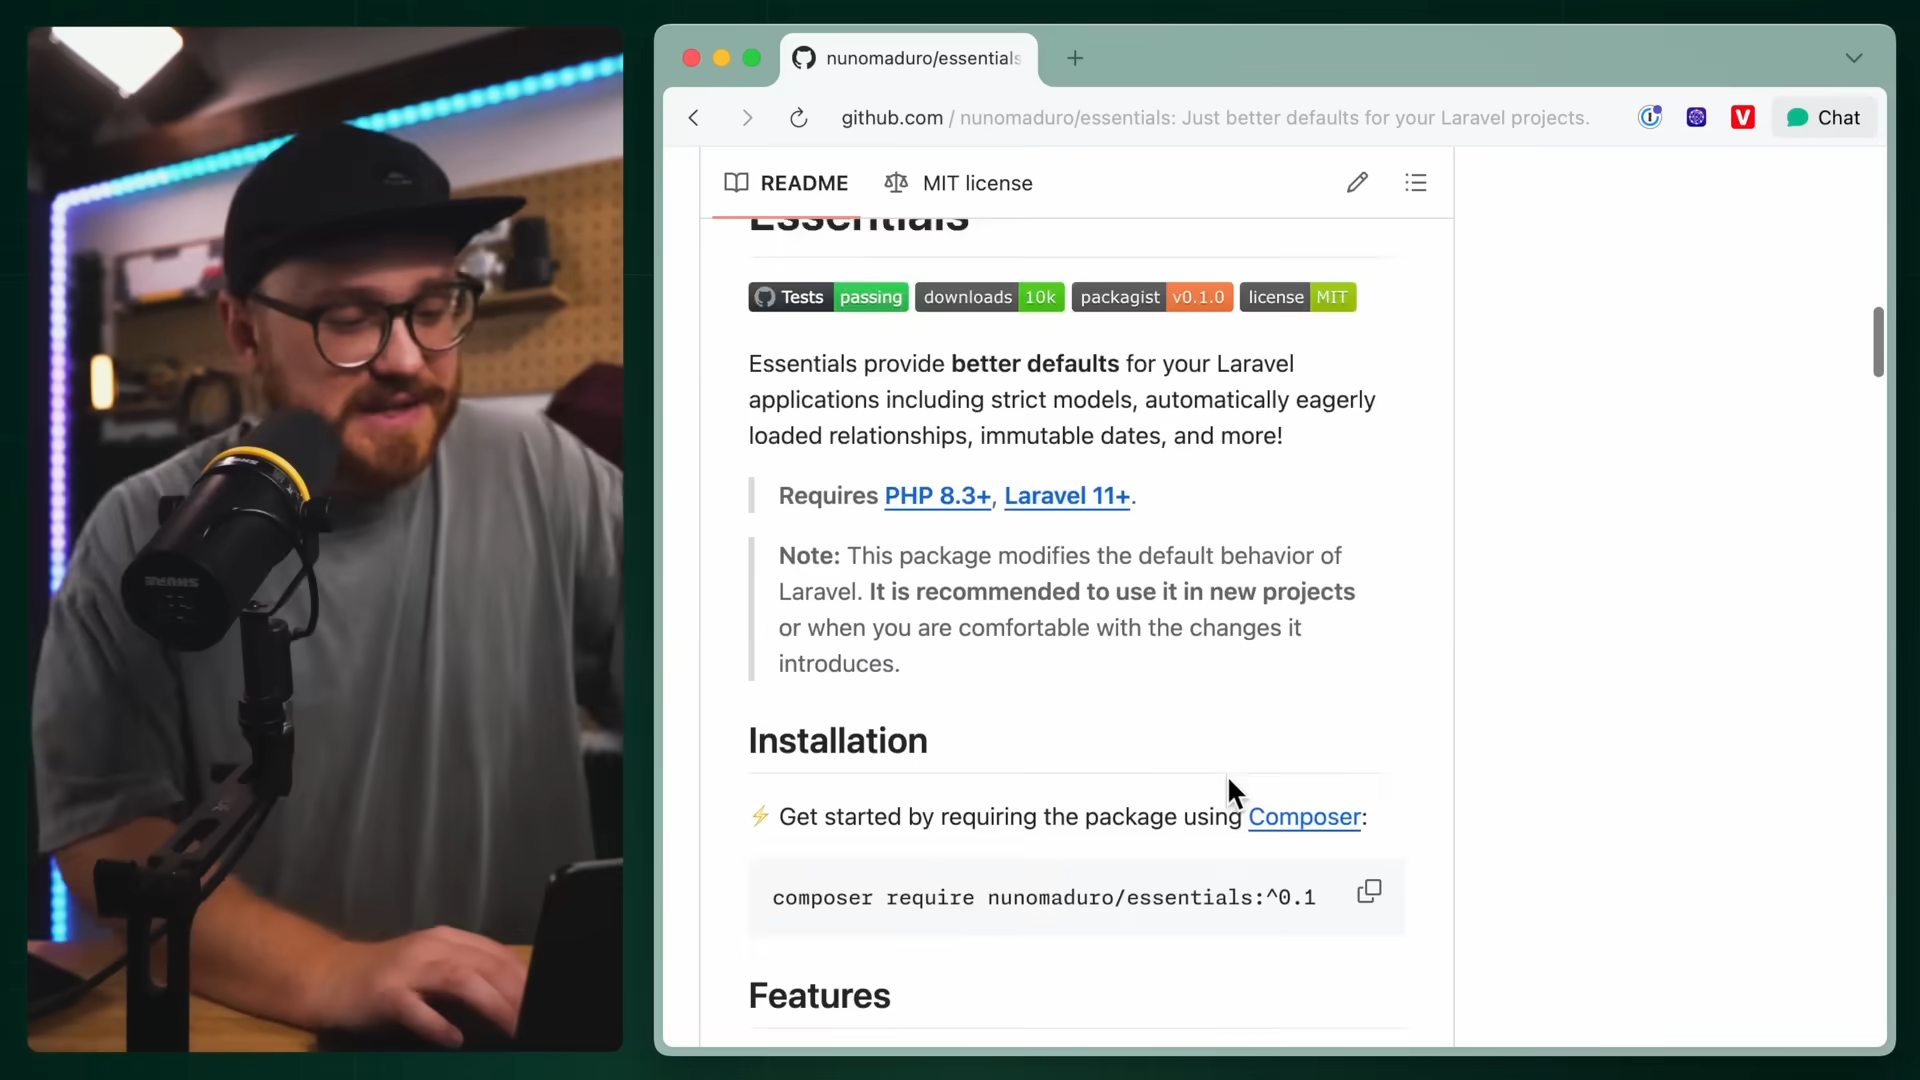 nunomaduro/essentials
github.com / nunomaduro/essentials: Just better defaults for your Laravel projects.
Chat
README
MIT license
Essentials
Tests passing
downloads 10k
packagist v0.1.0
license MIT
Essentials provide better defaults for your Laravel
applications including strict models, automatically eagerly
loaded relationships, immutable dates, and more!
Requires PHP 8.3+, Laravel 11+.
Note: This package modifies the default behavior of
Laravel. It is recommended to use it in new projects
or when you are comfortable with the changes it
introduces.
Installation
⚡ Get started by requiring the package using Composer:
composer require nunomaduro/essentials:^0.1
Features
SHURE